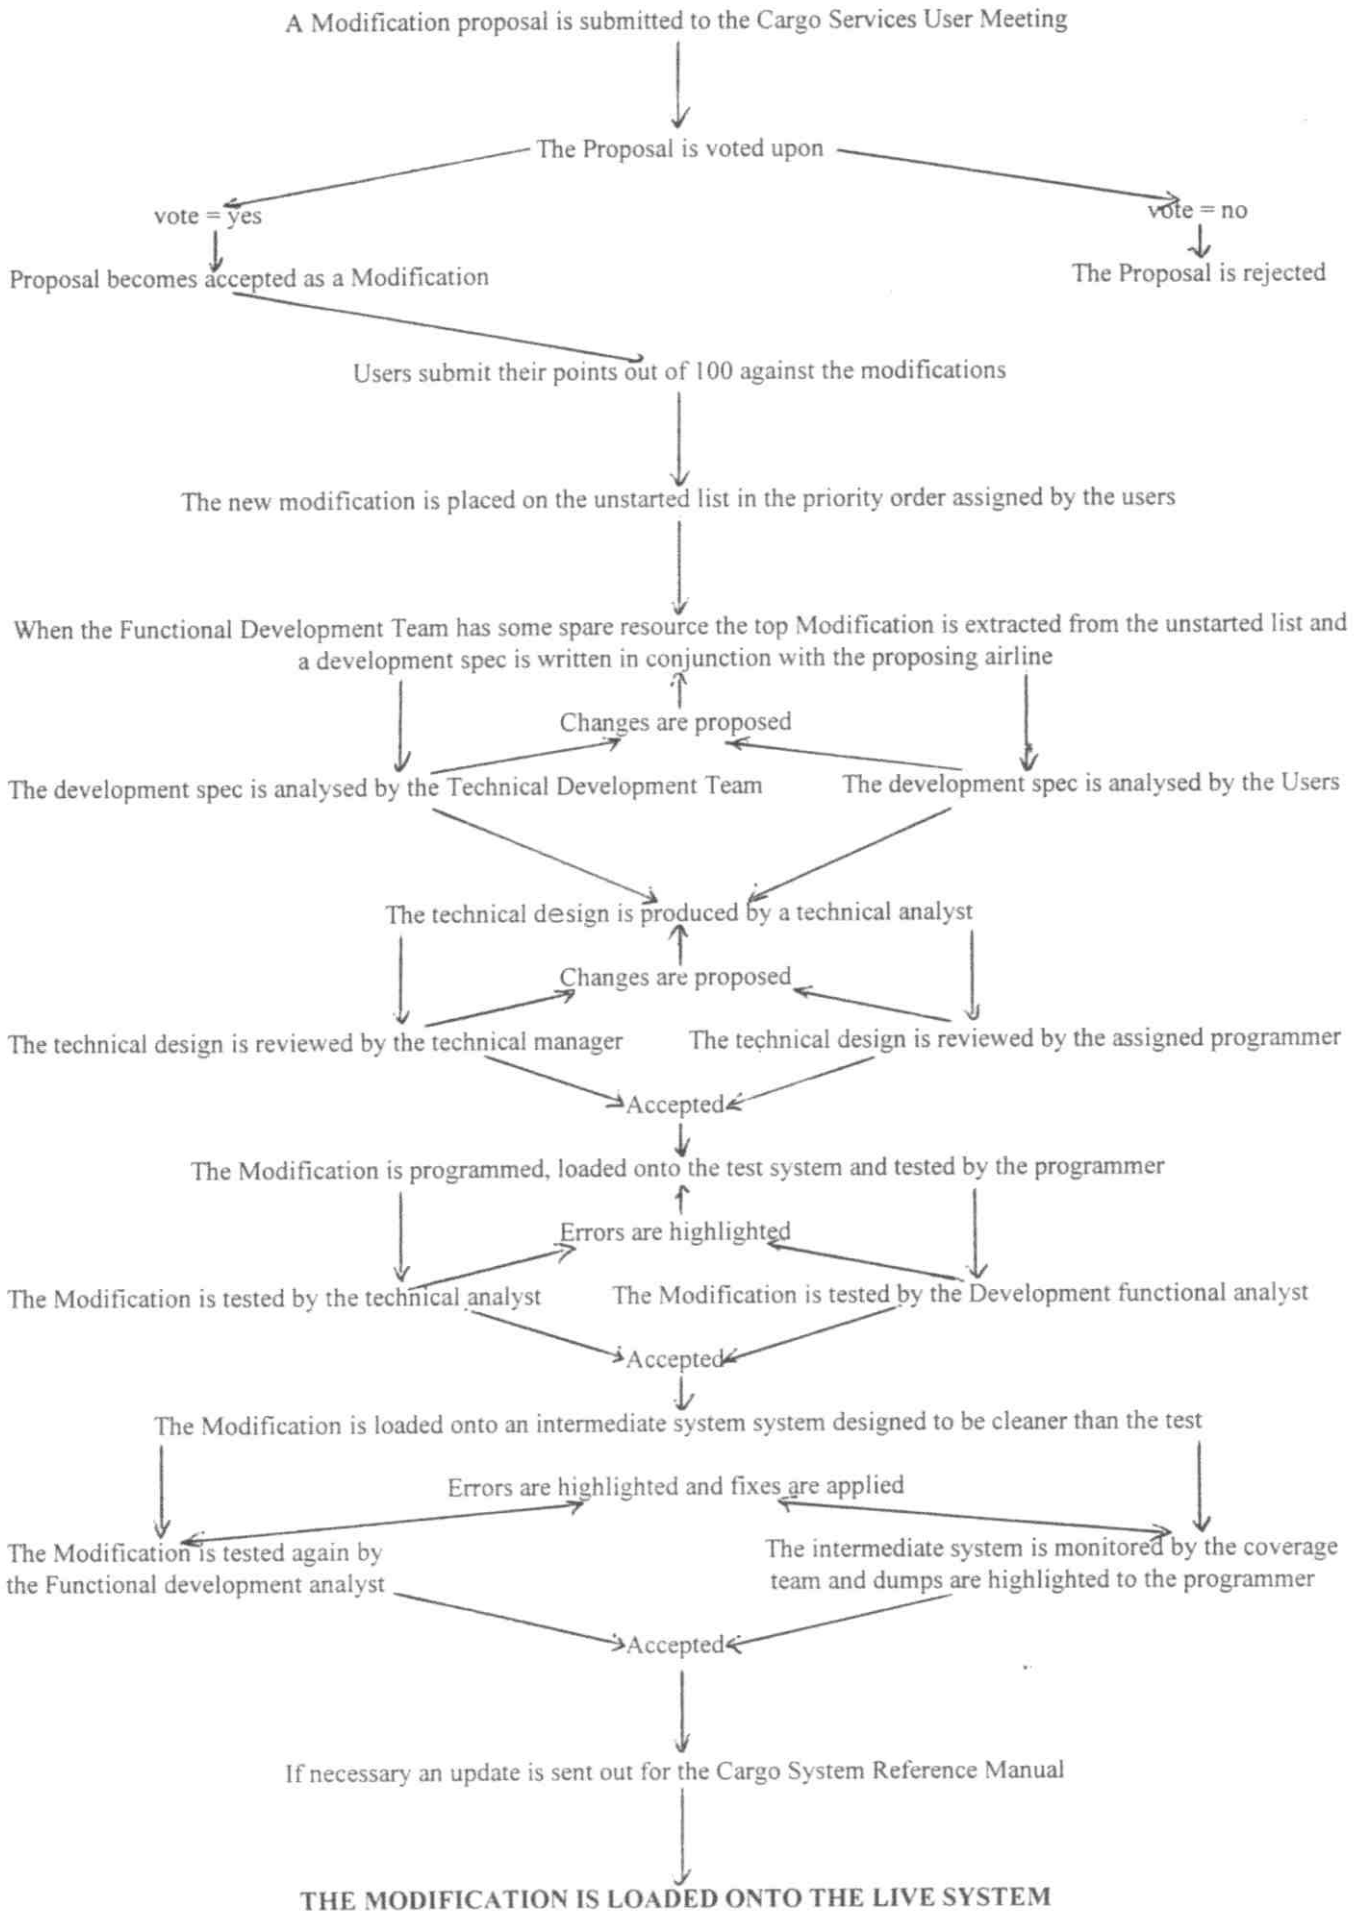 A Modification proposal is submitted to the Cargo Services User Meeting
The Proposal is voted upon
vote = yes
vote = no
Proposal becomes accepted as a Modification
The Proposal is rejected
Users submit their points out of 100 against the modifications
The new modification is placed on the unstarted list in the priority order assigned by the users
When the Functional Development Team has some spare resource the top Modification is extracted from the unstarted list and
a development spec is written in conjunction with the proposing airline
Changes are proposed
The development spec is analysed by the Technical Development Team
The development spec is analysed by the Users
The technical design is produced by a technical analyst
Changes are proposed
The technical design is reviewed by the technical manager
The technical design is reviewed by the assigned programmer
Accepted
The Modification is programmed, loaded onto the test system and tested by the programmer
Errors are highlighted
The Modification is tested by the technical analyst
The Modification is tested by the Development functional analyst
Accepted
The Modification is loaded onto an intermediate system system designed to be cleaner than the test
Errors are highlighted and fixes are applied
The Modification is tested again by
the Functional development analyst
The intermediate system is monitored by the coverage
team and dumps are highlighted to the programmer
Accepted
If necessary an update is sent out for the Cargo System Reference Manual
THE MODIFICATION IS LOADED ONTO THE LIVE SYSTEM